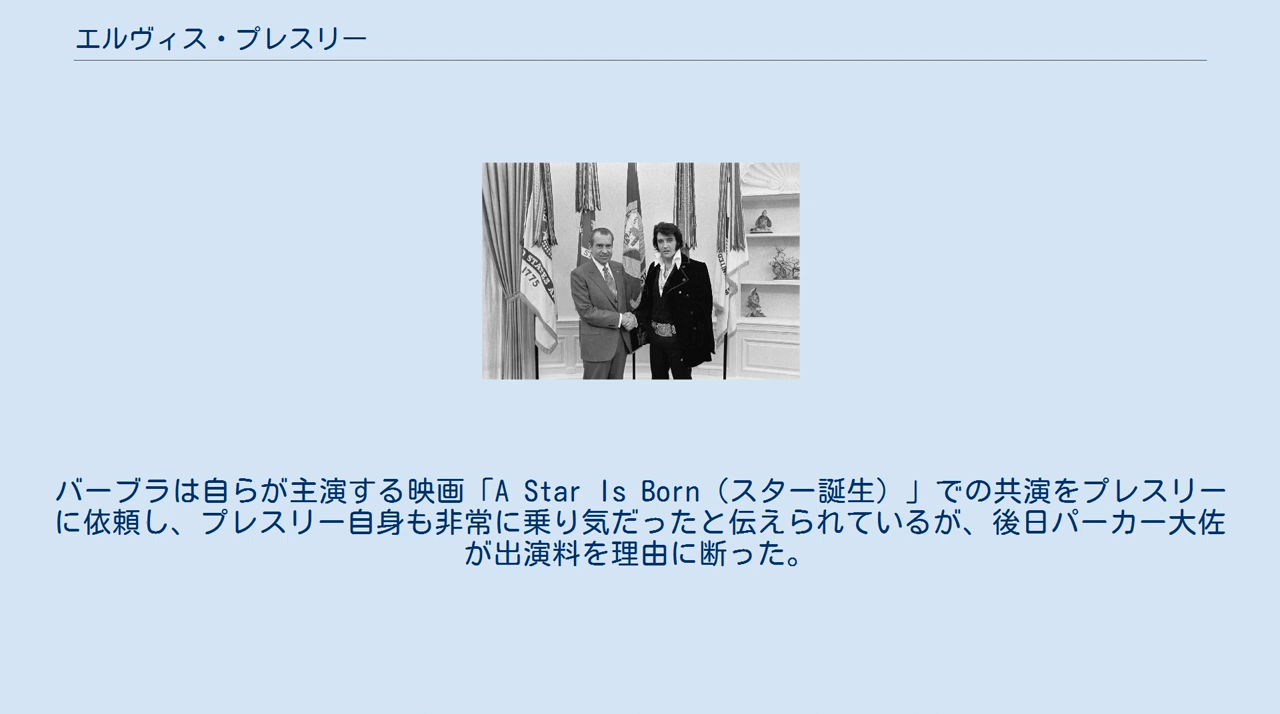 エルヴィス・プレスリー
STATES A
1775
バーブラは自らが主演する映画「A Star Is Born（スター誕生）」での共演をプレスリー
に依頼し、プレスリー自身も非常に乗り気だったと伝えられているが、後日パーカー大佐
が出演料を理由に断った。